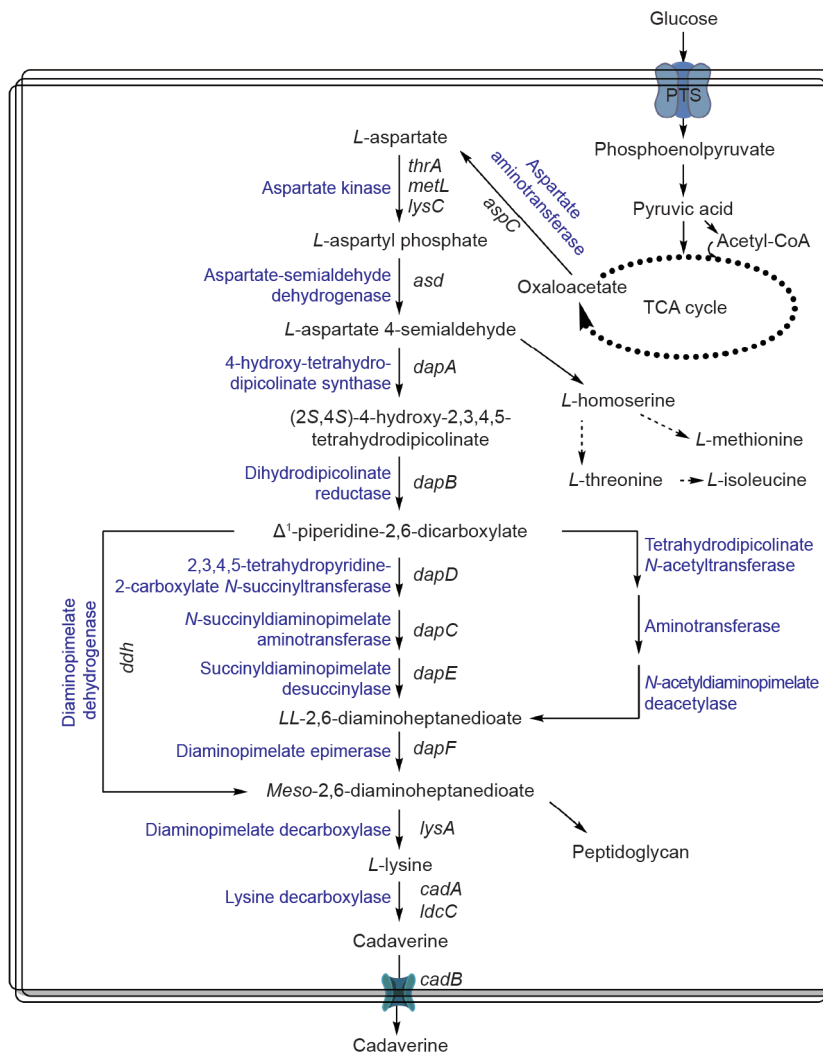 Glucose
PTS
Phosphoenolpyruvate
Pyruvic acid
Acetyl-CoA
TCA cycle
Oxaloacetate
Aspartate
aminotransferase
aspC
L-aspartate
Aspartate kinase
thrA
metL
lysC
L-aspartyl phosphate
Aspartate-semialdehyde
dehydrogenase
asd
L-aspartate 4-semialdehyde
4-hydroxy-tetrahydro-
dipicolinate synthase
dapA
L-homoserine
L-methionine
L-threonine
L-isoleucine
(2S,4S)-4-hydroxy-2,3,4,5-
tetrahydrodipicolinate
Dihydrodipicolinate
reductase
dapB
Δ¹-piperidine-2,6-dicarboxylate
Diaminopimelate
dehydrogenase
ddh
2,3,4,5-tetrahydropyridine-
2-carboxylate N-succinyltransferase
dapD
N-succinyldiaminopimelate
aminotransferase
dapC
Succinyldiaminopimelate
desuccinylase
dapE
Tetrahydrodipicolinate
N-acetyltransferase
Aminotransferase
N-acetyldiaminopimelate
deacetylase
LL-2,6-diaminoheptanedioate
Diaminopimelate epimerase
dapF
Meso-2,6-diaminoheptanedioate
Peptidoglycan
Diaminopimelate decarboxylase
lysA
L-lysine
Lysine decarboxylase
cadA
ldcC
Cadaverine
cadB
Cadaverine